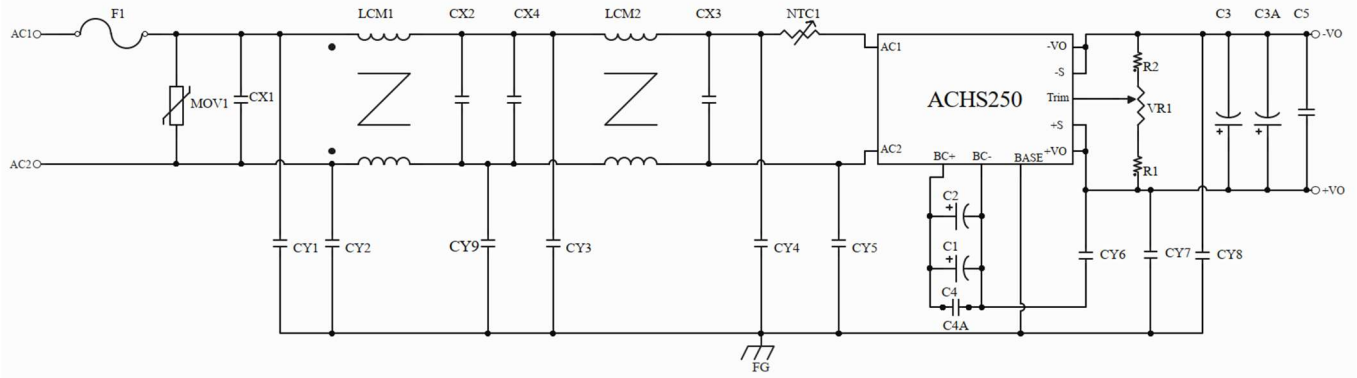 F1
LCM1
CX2
CX4
LCM2
CX3
NTC1
C3
C3A
C5
AC1
AC1
-VO
-VO
R2
-S
MOV1
CX1
ACHS250
Trim
VR1
+S
AC2
AC2
BC+
BC-
BASE
+VO
R1
+VO
C2
CY1
CY2
CY9
CY3
CY4
CY5
C1
CY6
CY7
CY8
C4
C4A
FG